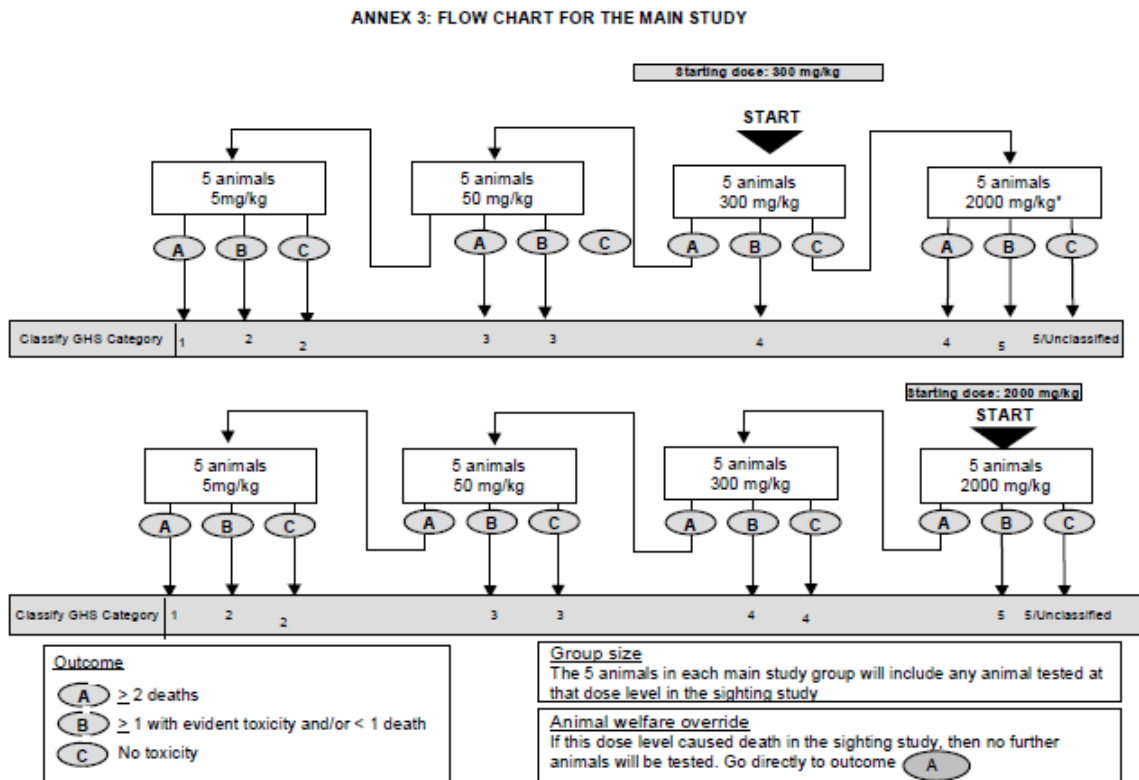 ANNEX 3: FLOW CHART FOR THE MAIN STUDY
Starting dose: 300 mg/kg
START
5 animals
5mg/kg
5 animals
50 mg/kg
5 animals
300 mg/kg
5 animals
2000 mg/kg*
A B C A B C A B C A B C
Classify GHS Category 1 2 2 3 3 4 4 5 5/Unclassified
Starting dose: 2000 mg/kg
START
5 animals
5mg/kg
5 animals
50 mg/kg
5 animals
300 mg/kg
5 animals
2000 mg/kg
A B C A B C A B C A B C
Classify GHS Category 1 2 2 3 3 4 4 5 5/Unclassified
Outcome
A ≥ 2 deaths
B ≥ 1 with evident toxicity and/or < 1 death
C No toxicity
Group size
The 5 animals in each main study group will include any animal tested at
that dose level in the sighting study
Animal welfare override
If this dose level caused death in the sighting study, then no further
animals will be tested. Go directly to outcome A